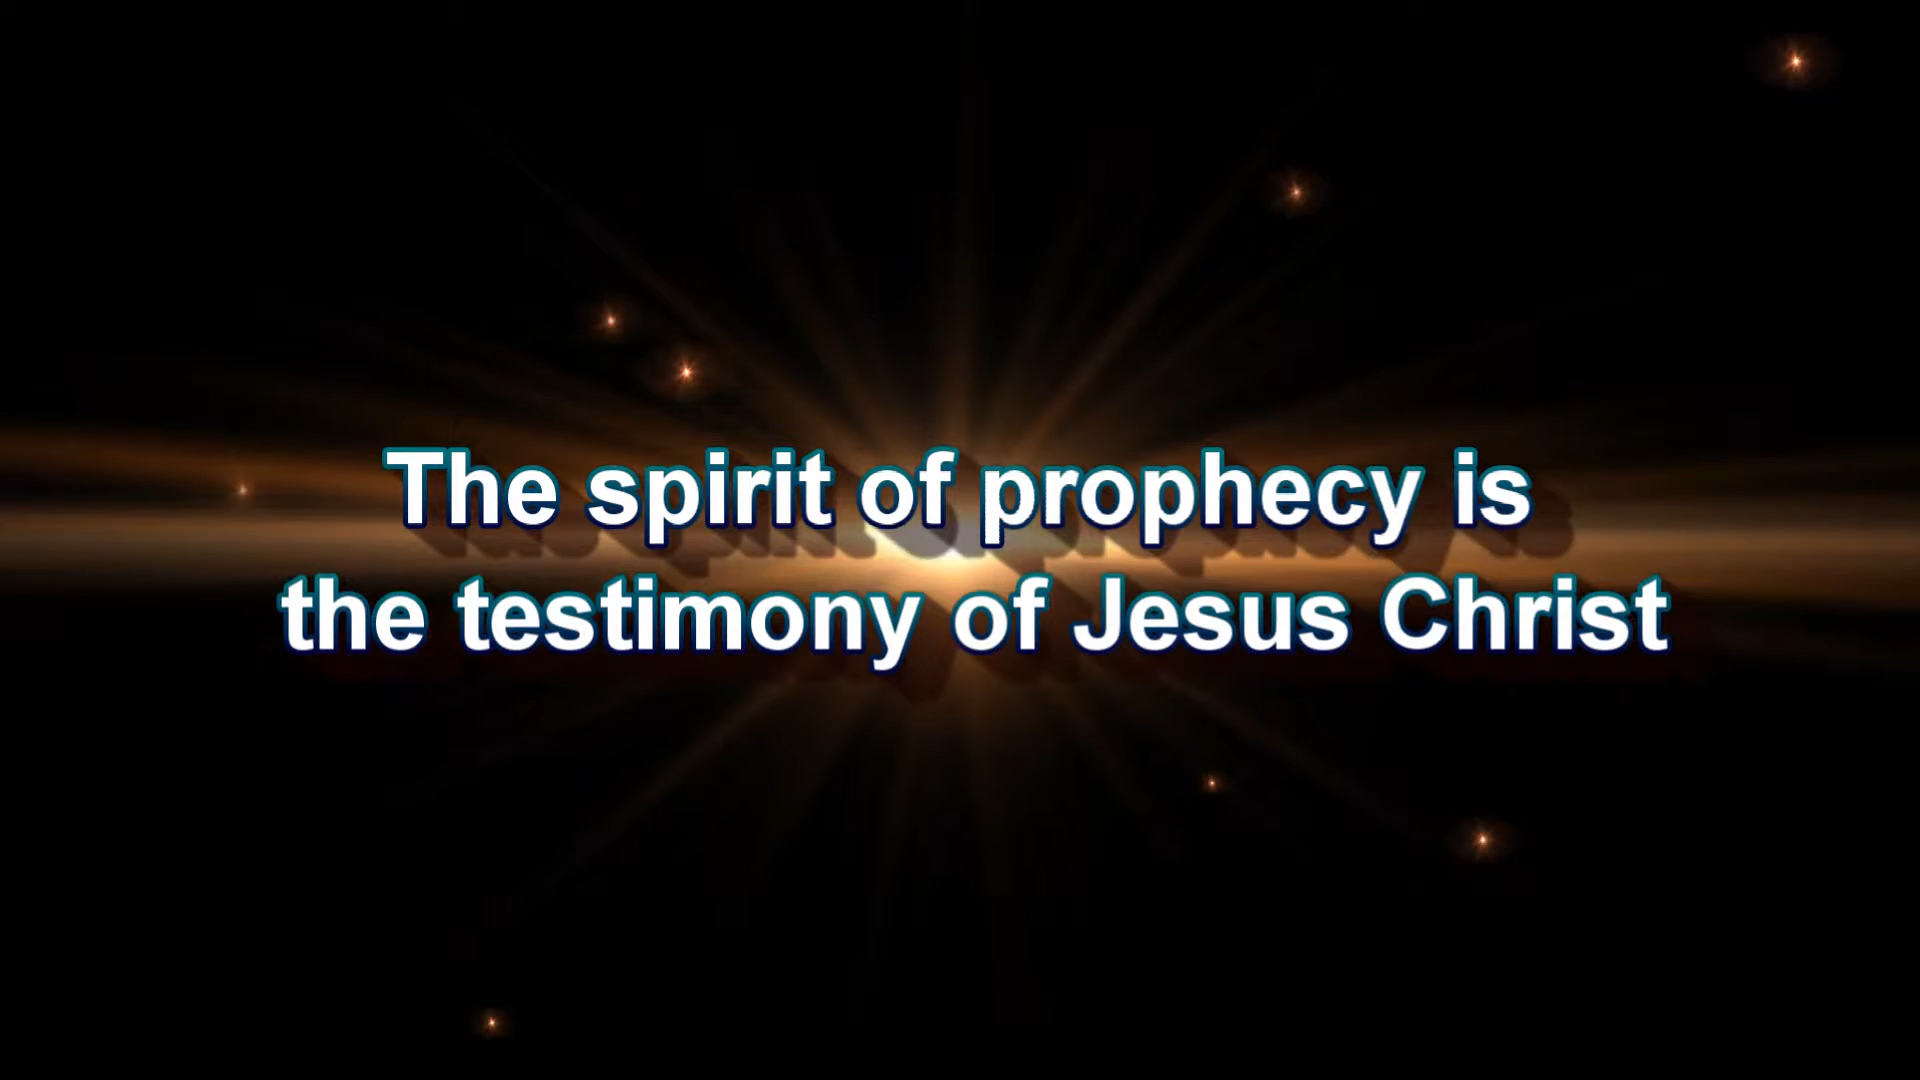 The spirit of prophecy is
the testimony of Jesus Christ